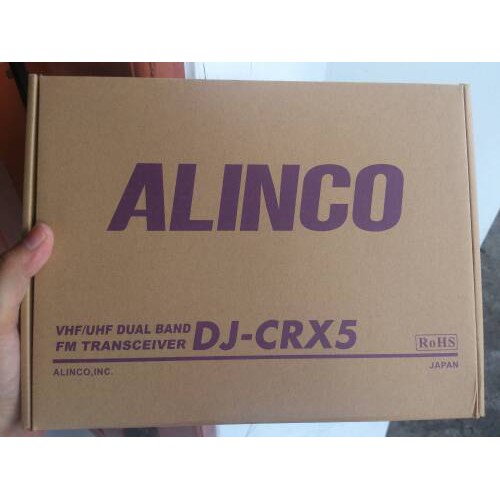 ALINCO
VHF/UHF DUAL BAND
FM TRANSCEIVER DJ-CRX5
RoHS
ALINCO,INC.
JAPAN